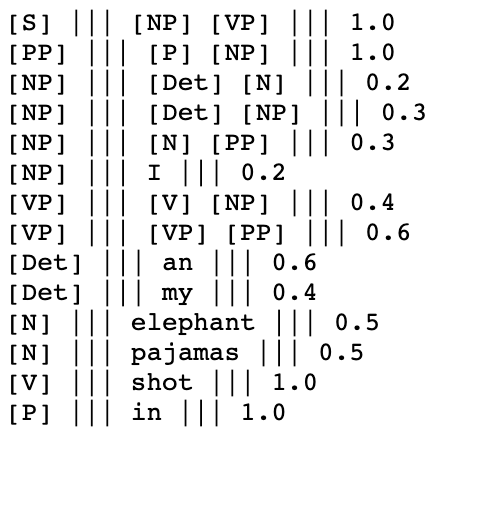 [S] ||| [NP] [VP] ||| 1.0
[PP] ||| [P] [NP] ||| 1.0
[NP] ||| [Det] [N] ||| 0.2
[NP] ||| [Det] [NP] ||| 0.3
[NP] ||| [N] [PP] ||| 0.3
[NP] ||| I ||| 0.2
[VP] ||| [V] [NP] ||| 0.4
[VP] ||| [VP] [PP] ||| 0.6
[Det] ||| an ||| 0.6
[Det] ||| my ||| 0.4
[N] ||| elephant ||| 0.5
[N] ||| pajamas ||| 0.5
[V] ||| shot ||| 1.0
[P] ||| in ||| 1.0